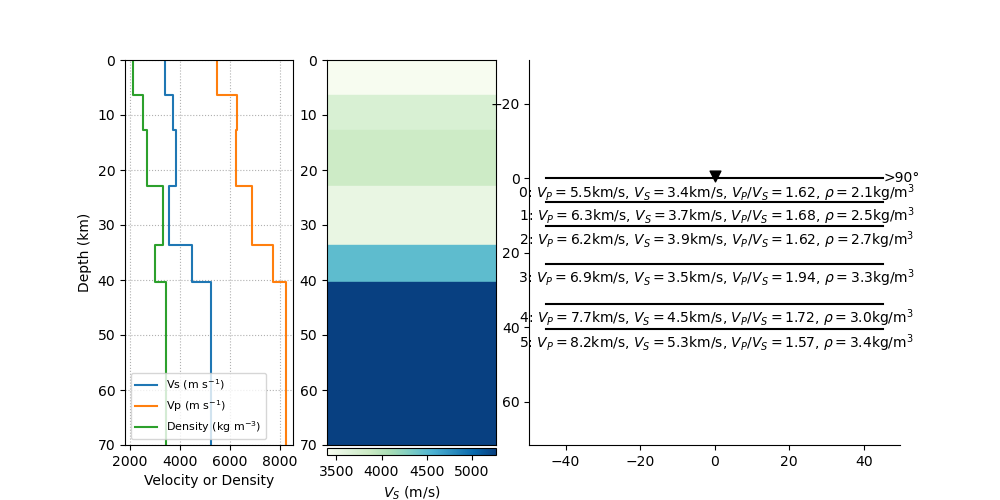 0
10
20
30
40
50
60
70
Depth (km)
Vs (m s⁻¹)
Vp (m s⁻¹)
Density (kg m⁻³)
2000 4000 6000 8000
Velocity or Density
0
10
20
30
40
50
60
70
3500 4000 4500 5000
V_S (m/s)
−20
0
20
40
60
>90°
0: V_P = 5.5km/s, V_S = 3.4km/s, V_P/V_S = 1.62, ρ = 2.1kg/m³
1: V_P = 6.3km/s, V_S = 3.7km/s, V_P/V_S = 1.68, ρ = 2.5kg/m³
2: V_P = 6.2km/s, V_S = 3.9km/s, V_P/V_S = 1.62, ρ = 2.7kg/m³
3: V_P = 6.9km/s, V_S = 3.5km/s, V_P/V_S = 1.94, ρ = 3.3kg/m³
4: V_P = 7.7km/s, V_S = 4.5km/s, V_P/V_S = 1.72, ρ = 3.0kg/m³
5: V_P = 8.2km/s, V_S = 5.3km/s, V_P/V_S = 1.57, ρ = 3.4kg/m³
−40 −20 0 20 40